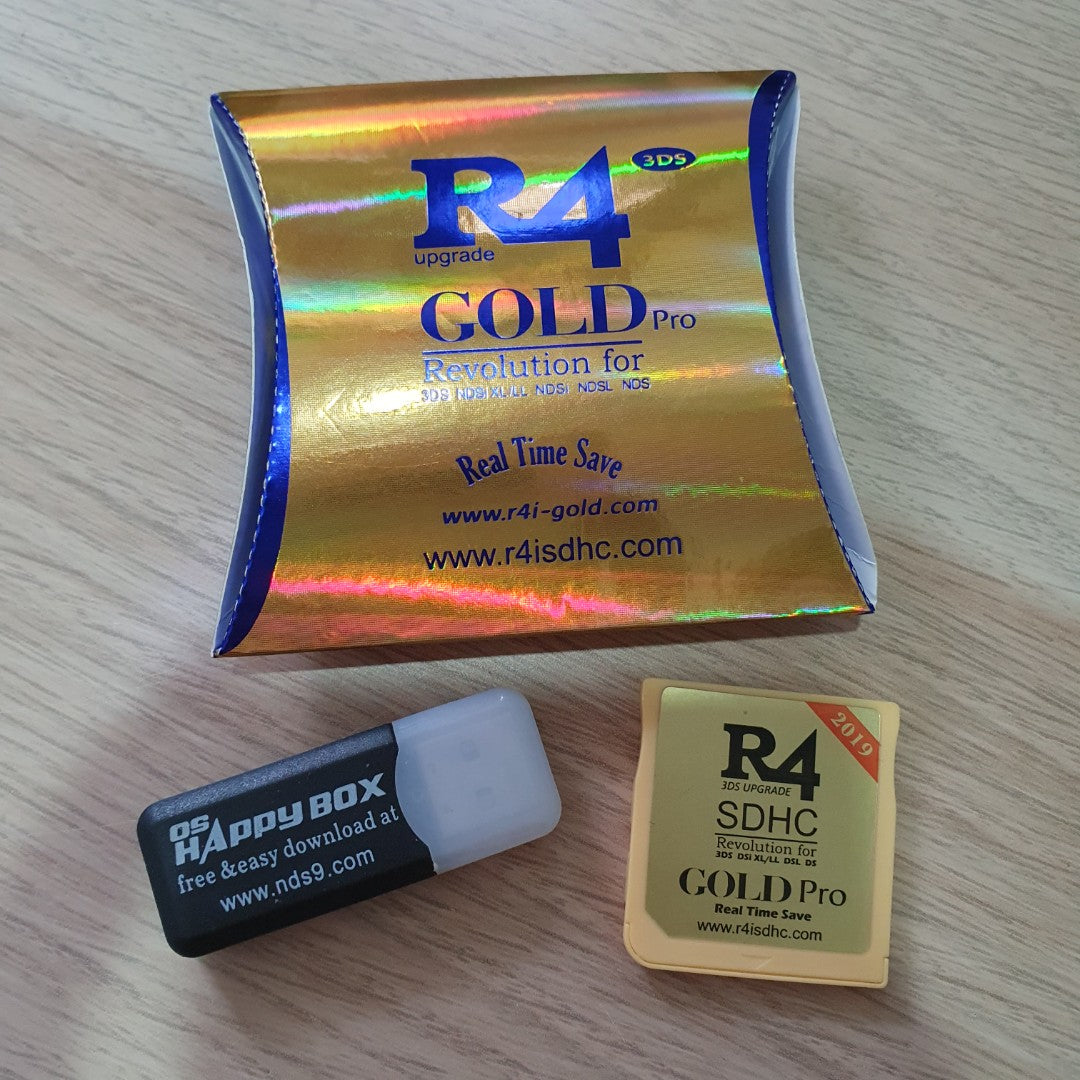 R4 3DS
upgrade
GOLD Pro
Revolution for
3DS NDSi XL/LL NDSi NDSL NDS
Real Time Save
www.r4i-gold.com
www.r4isdhc.com
QS
HAppy BOX
free &easy download at
www.nds9.com
2019
R4
3DS UPGRADE
SDHC
Revolution for
3DS DSi XL/LL DSL DS
GOLD Pro
Real Time Save
www.r4isdhc.com